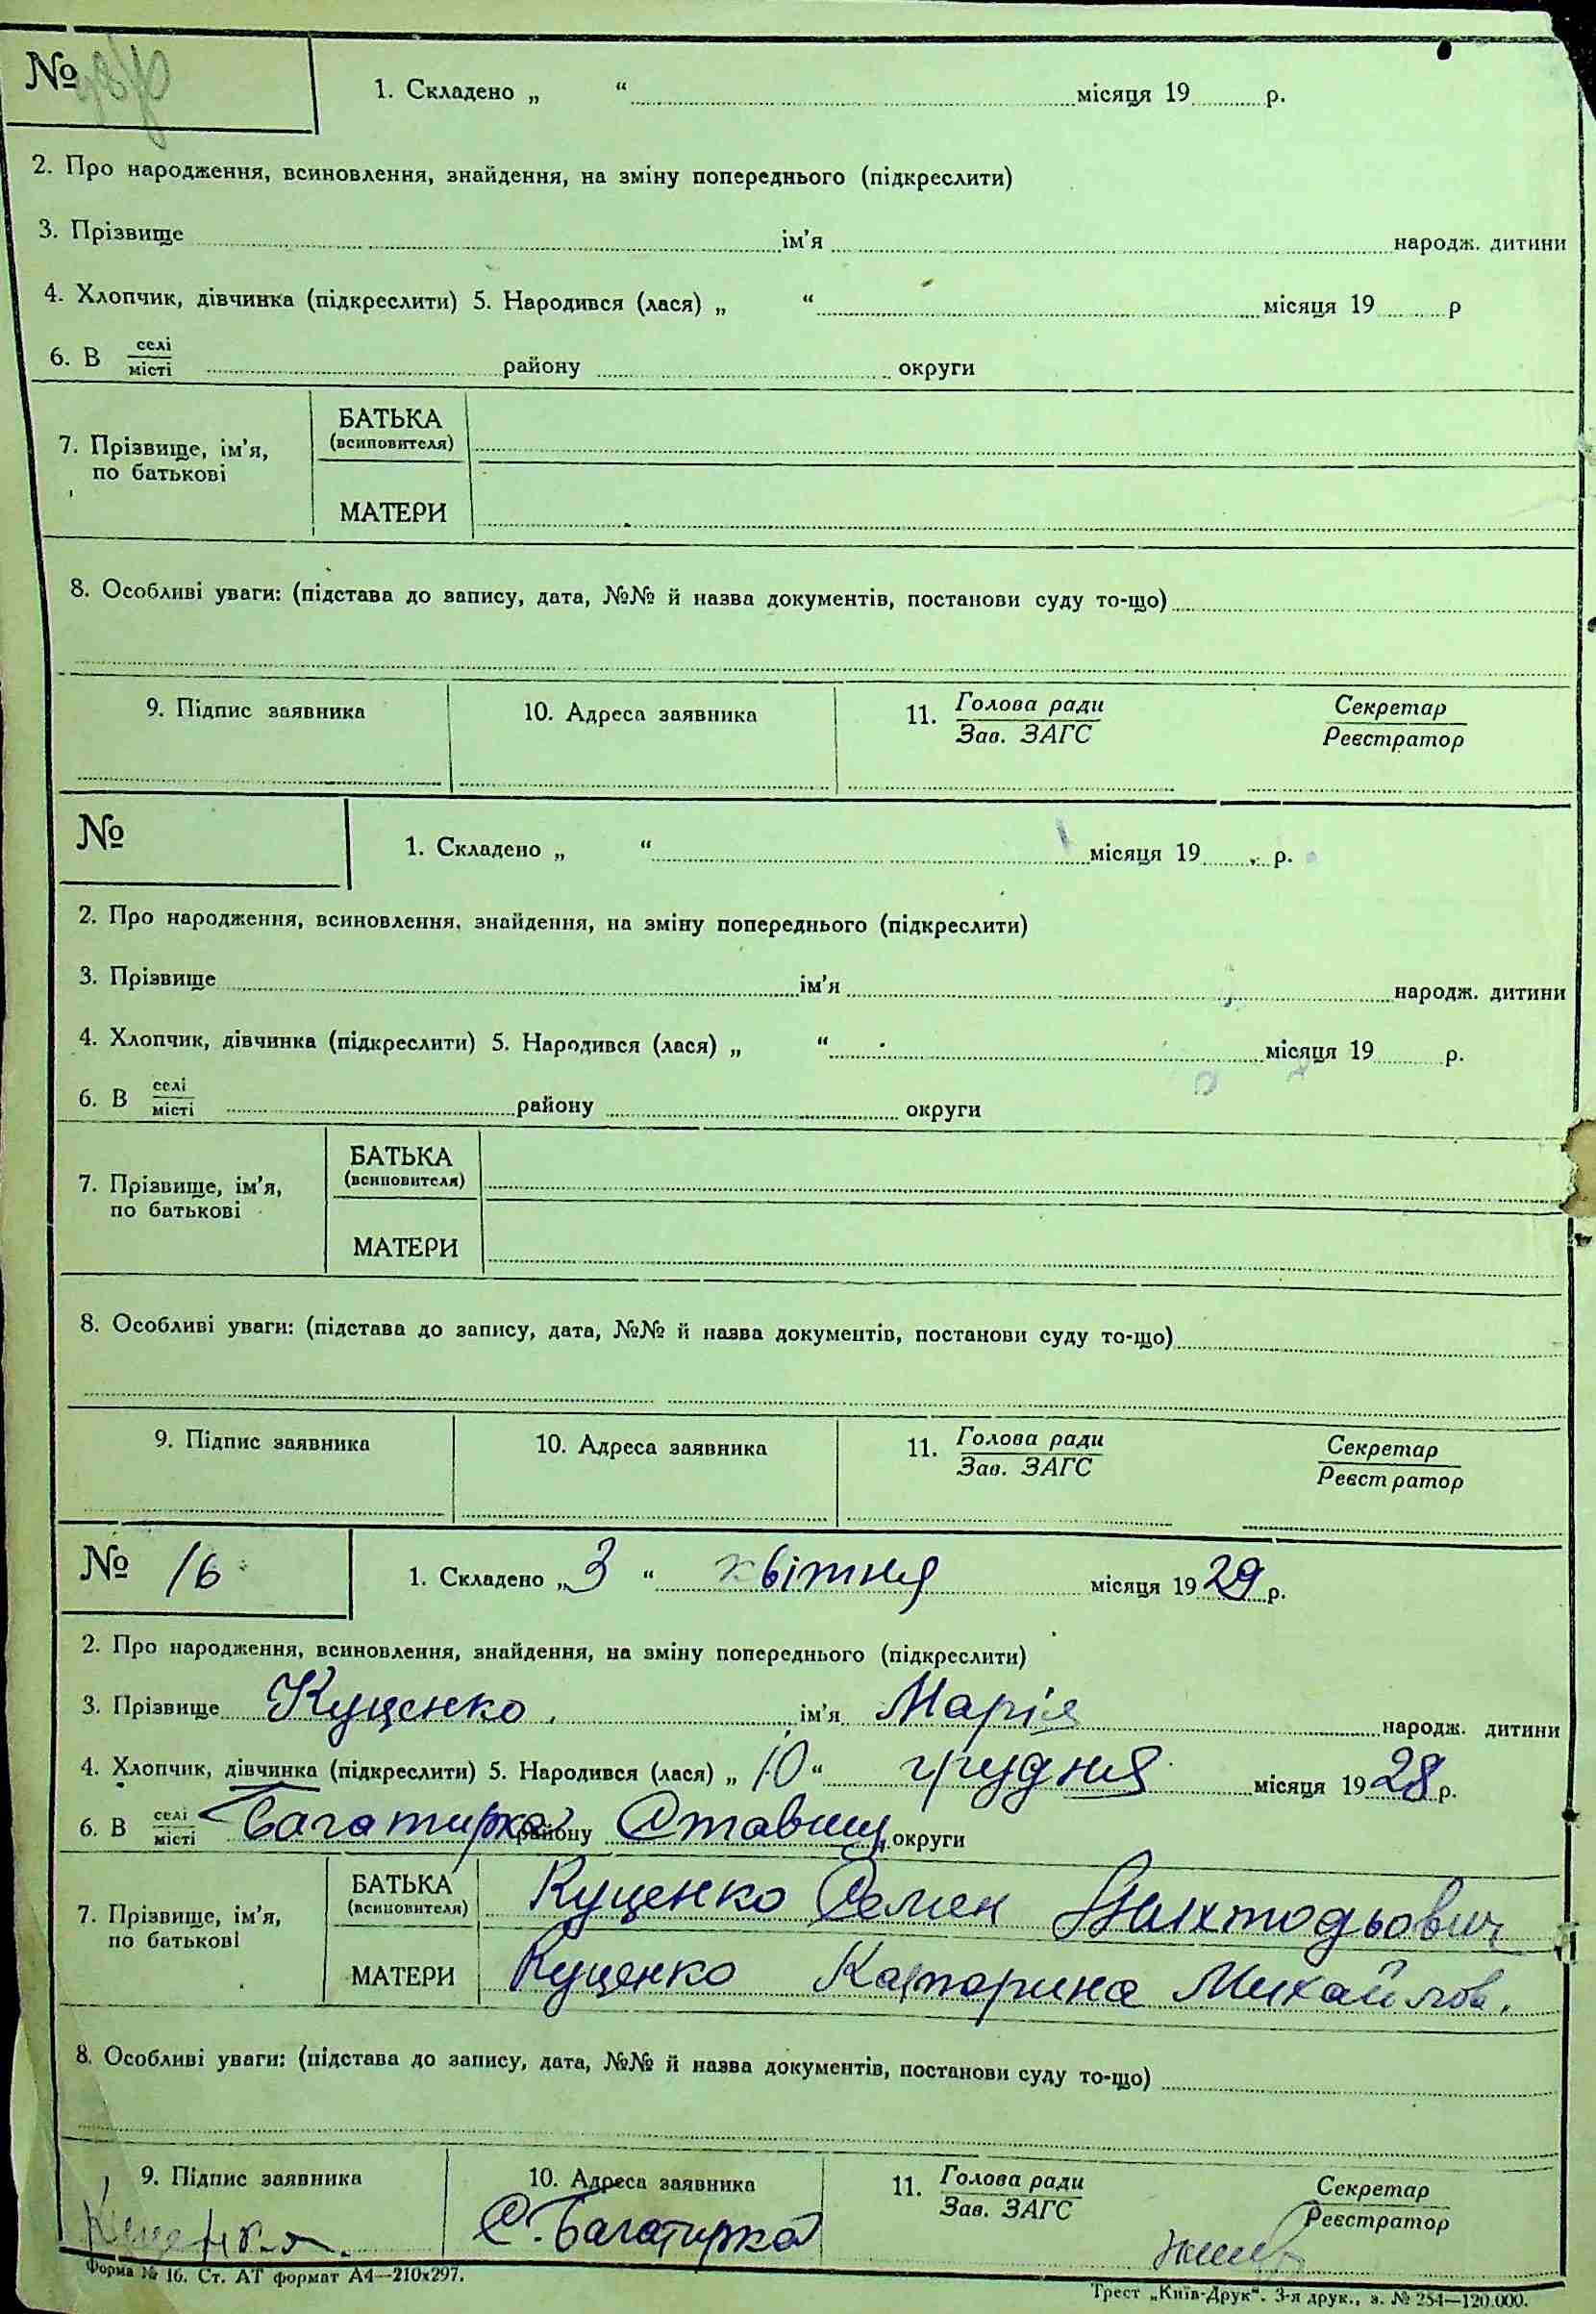 №
1. Складено „ “ місяця 19 р.
2. Про народження, всиновлення, знайдення, на зміну попереднього (підкреслити)
3. Прізвище ім'я народж. дитини
4. Хлопчик, дівчинка (підкреслити) 5. Народився (лася) „ “ місяця 19 р
6. В селі/місті району округи
7. Прізвище, ім'я, по батькові
БАТЬКА (всиновителя)
МАТЕРИ
8. Особливі уваги: (підстава до запису, дата, №№ й назва документів, постанови суду то-що)
9. Підпис заявника 10. Адреса заявника 11. Голова ради/Зав. ЗАГС Секретар/Реєстратор
№
1. Складено „ “ місяця 19 р.
2. Про народження, всиновлення, знайдення, на зміну попереднього (підкреслити)
3. Прізвище ім'я народж. дитини
4. Хлопчик, дівчинка (підкреслити) 5. Народився (лася) „ “ місяця 19 р.
6. В селі/місті району округи
7. Прізвище, ім'я, по батькові
БАТЬКА (всиновителя)
МАТЕРИ
8. Особливі уваги: (підстава до запису, дата, №№ й назва документів, постанови суду то-що)
9. Підпис заявника 10. Адреса заявника 11. Голова ради/Зав. ЗАГС Секретар/Реєстратор
№ 16
1. Складено „3“ квітня місяця 1929 р.
2. Про народження, всиновлення, знайдення, на зміну попереднього (підкреслити)
3. Прізвище Куценко ім'я Марія народж. дитини
4. Хлопчик, дівчинка (підкреслити) 5. Народився (лася) „10“ грудня місяця 1928 р.
6. В селі/місті Багатирка району Ставищ округи
7. Прізвище, ім'я, по батькові
БАТЬКА (всиновителя) Куценко Семен
МАТЕРИ Куценко Катерина Михайлов.
8. Особливі уваги: (підстава до запису, дата, №№ й назва документів, постанови суду то-що)
9. Підпис заявника 10. Адреса заявника 11. Голова ради/Зав. ЗАГС Секретар/Реєстратор
С. Багатирка
Форма № 16. Ст. АТ формат А4—210х297.
Трест „Київ-Друк“. 3-я друк., з. № 254—120.000.